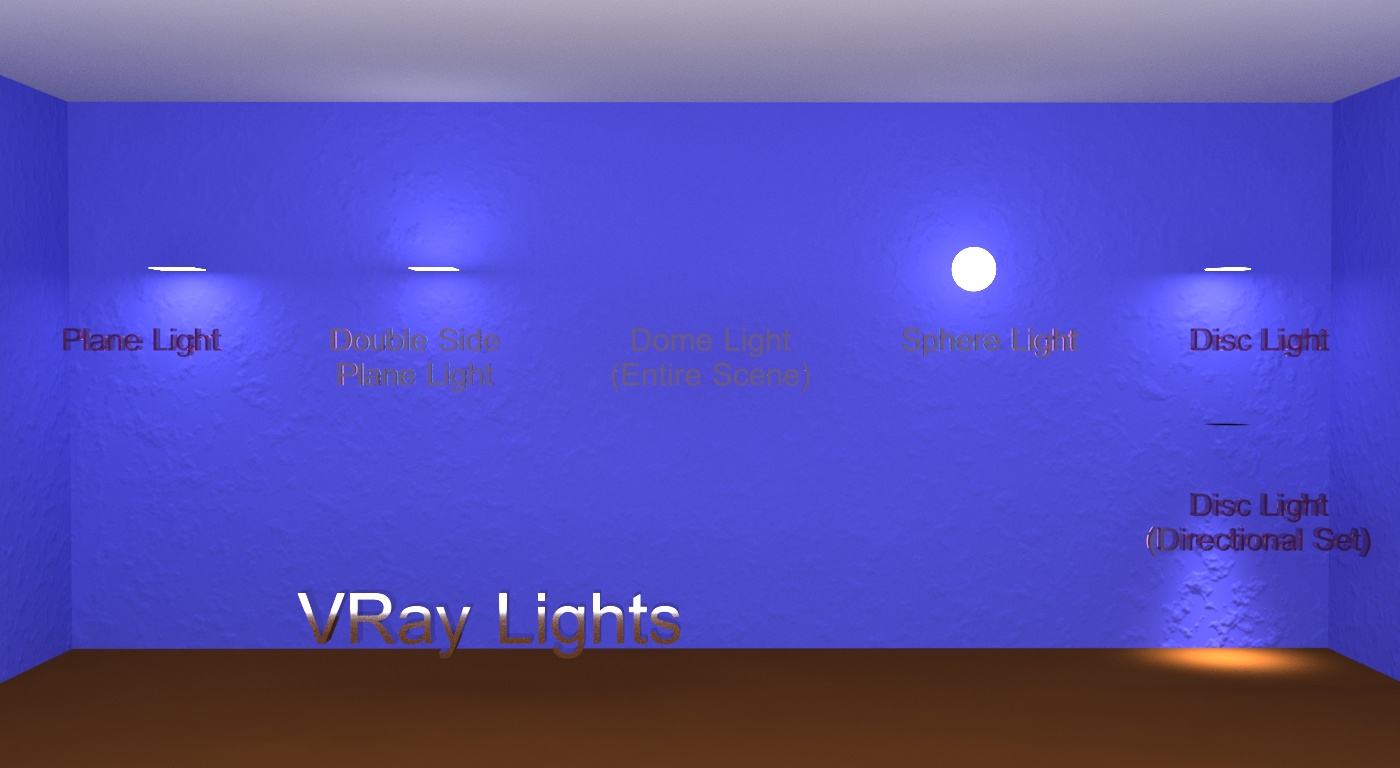 Plane Light
Double Side
Plane Light
Dome Light
(Entire Scene)
Sphere Light
Disc Light
Disc Light
(Directional Set)
VRay Lights